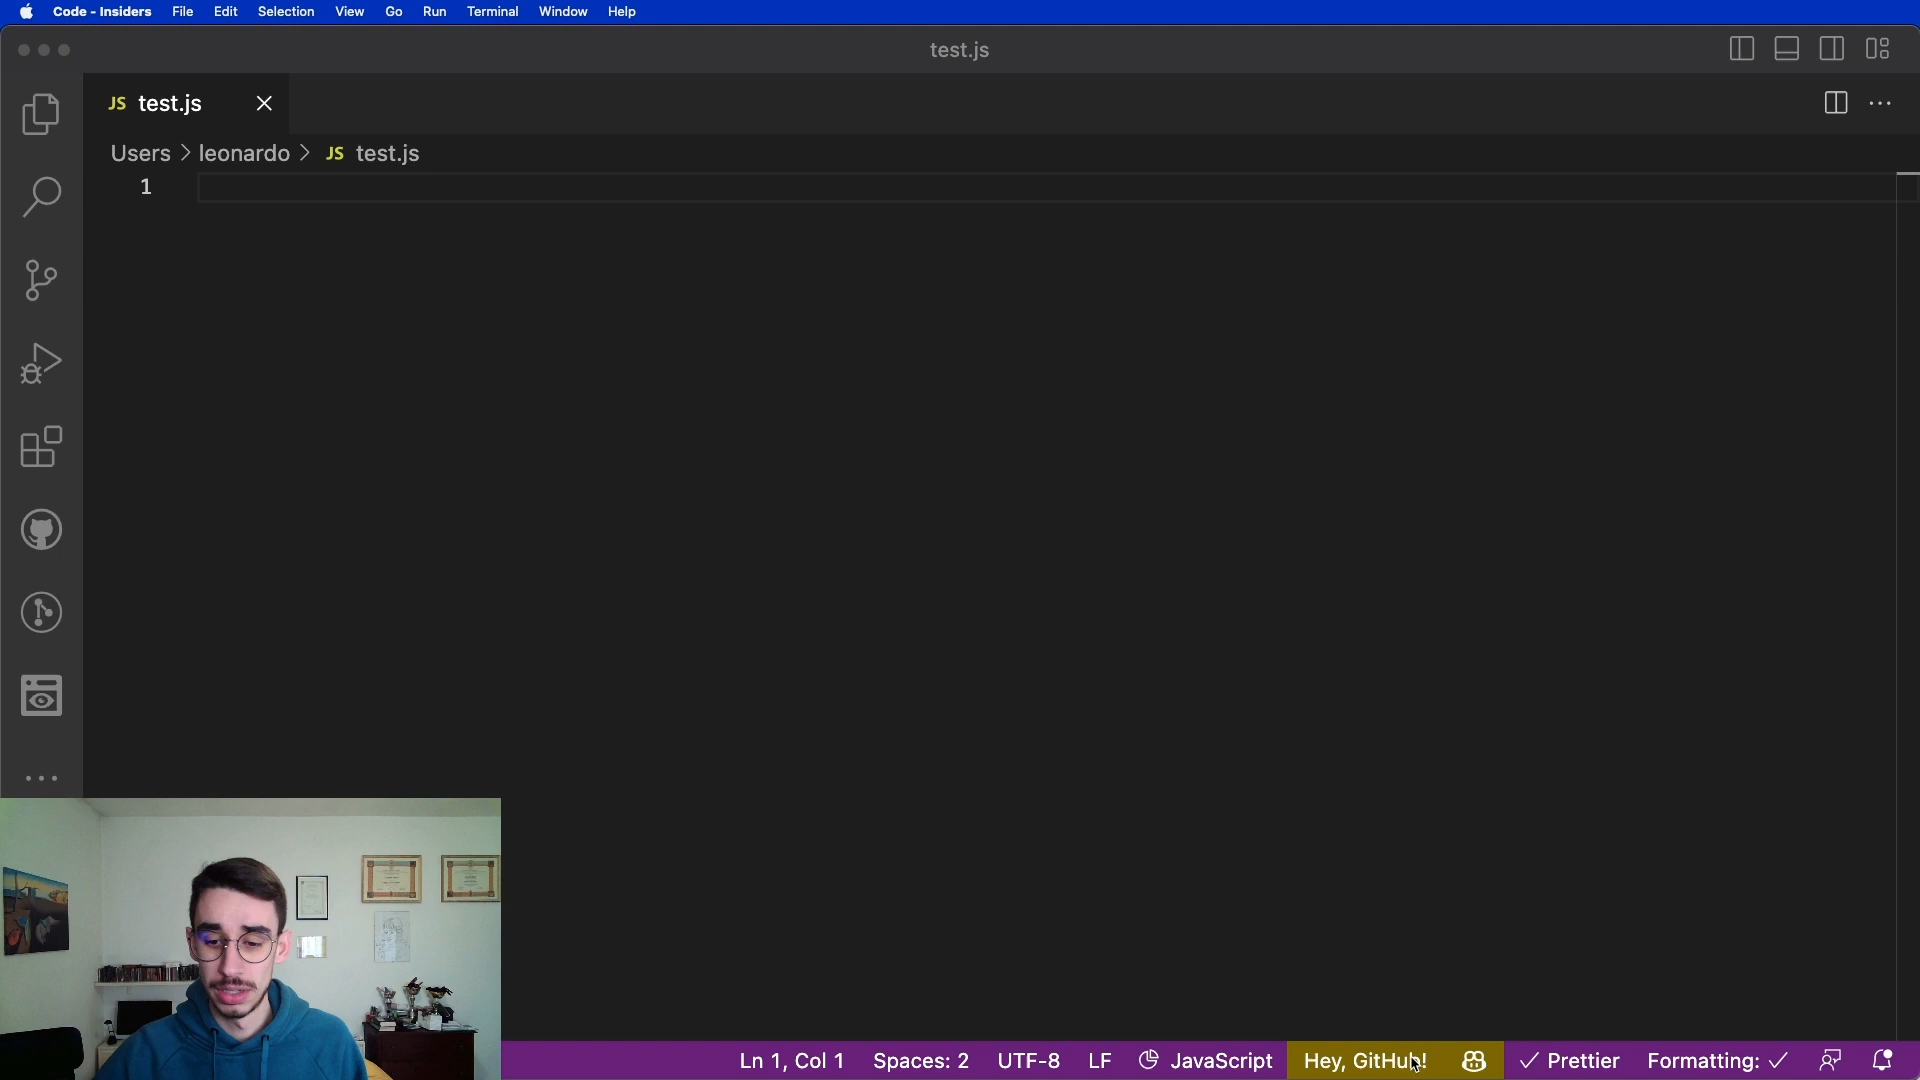 Code - Insiders File Edit Selection View Go Run Terminal Window Help
test.js
JS test.js
Users > leonardo > JS test.js
1
Ln 1, Col 1 Spaces: 2 UTF-8 LF JavaScript Hey, GitHub! Prettier Formatting: